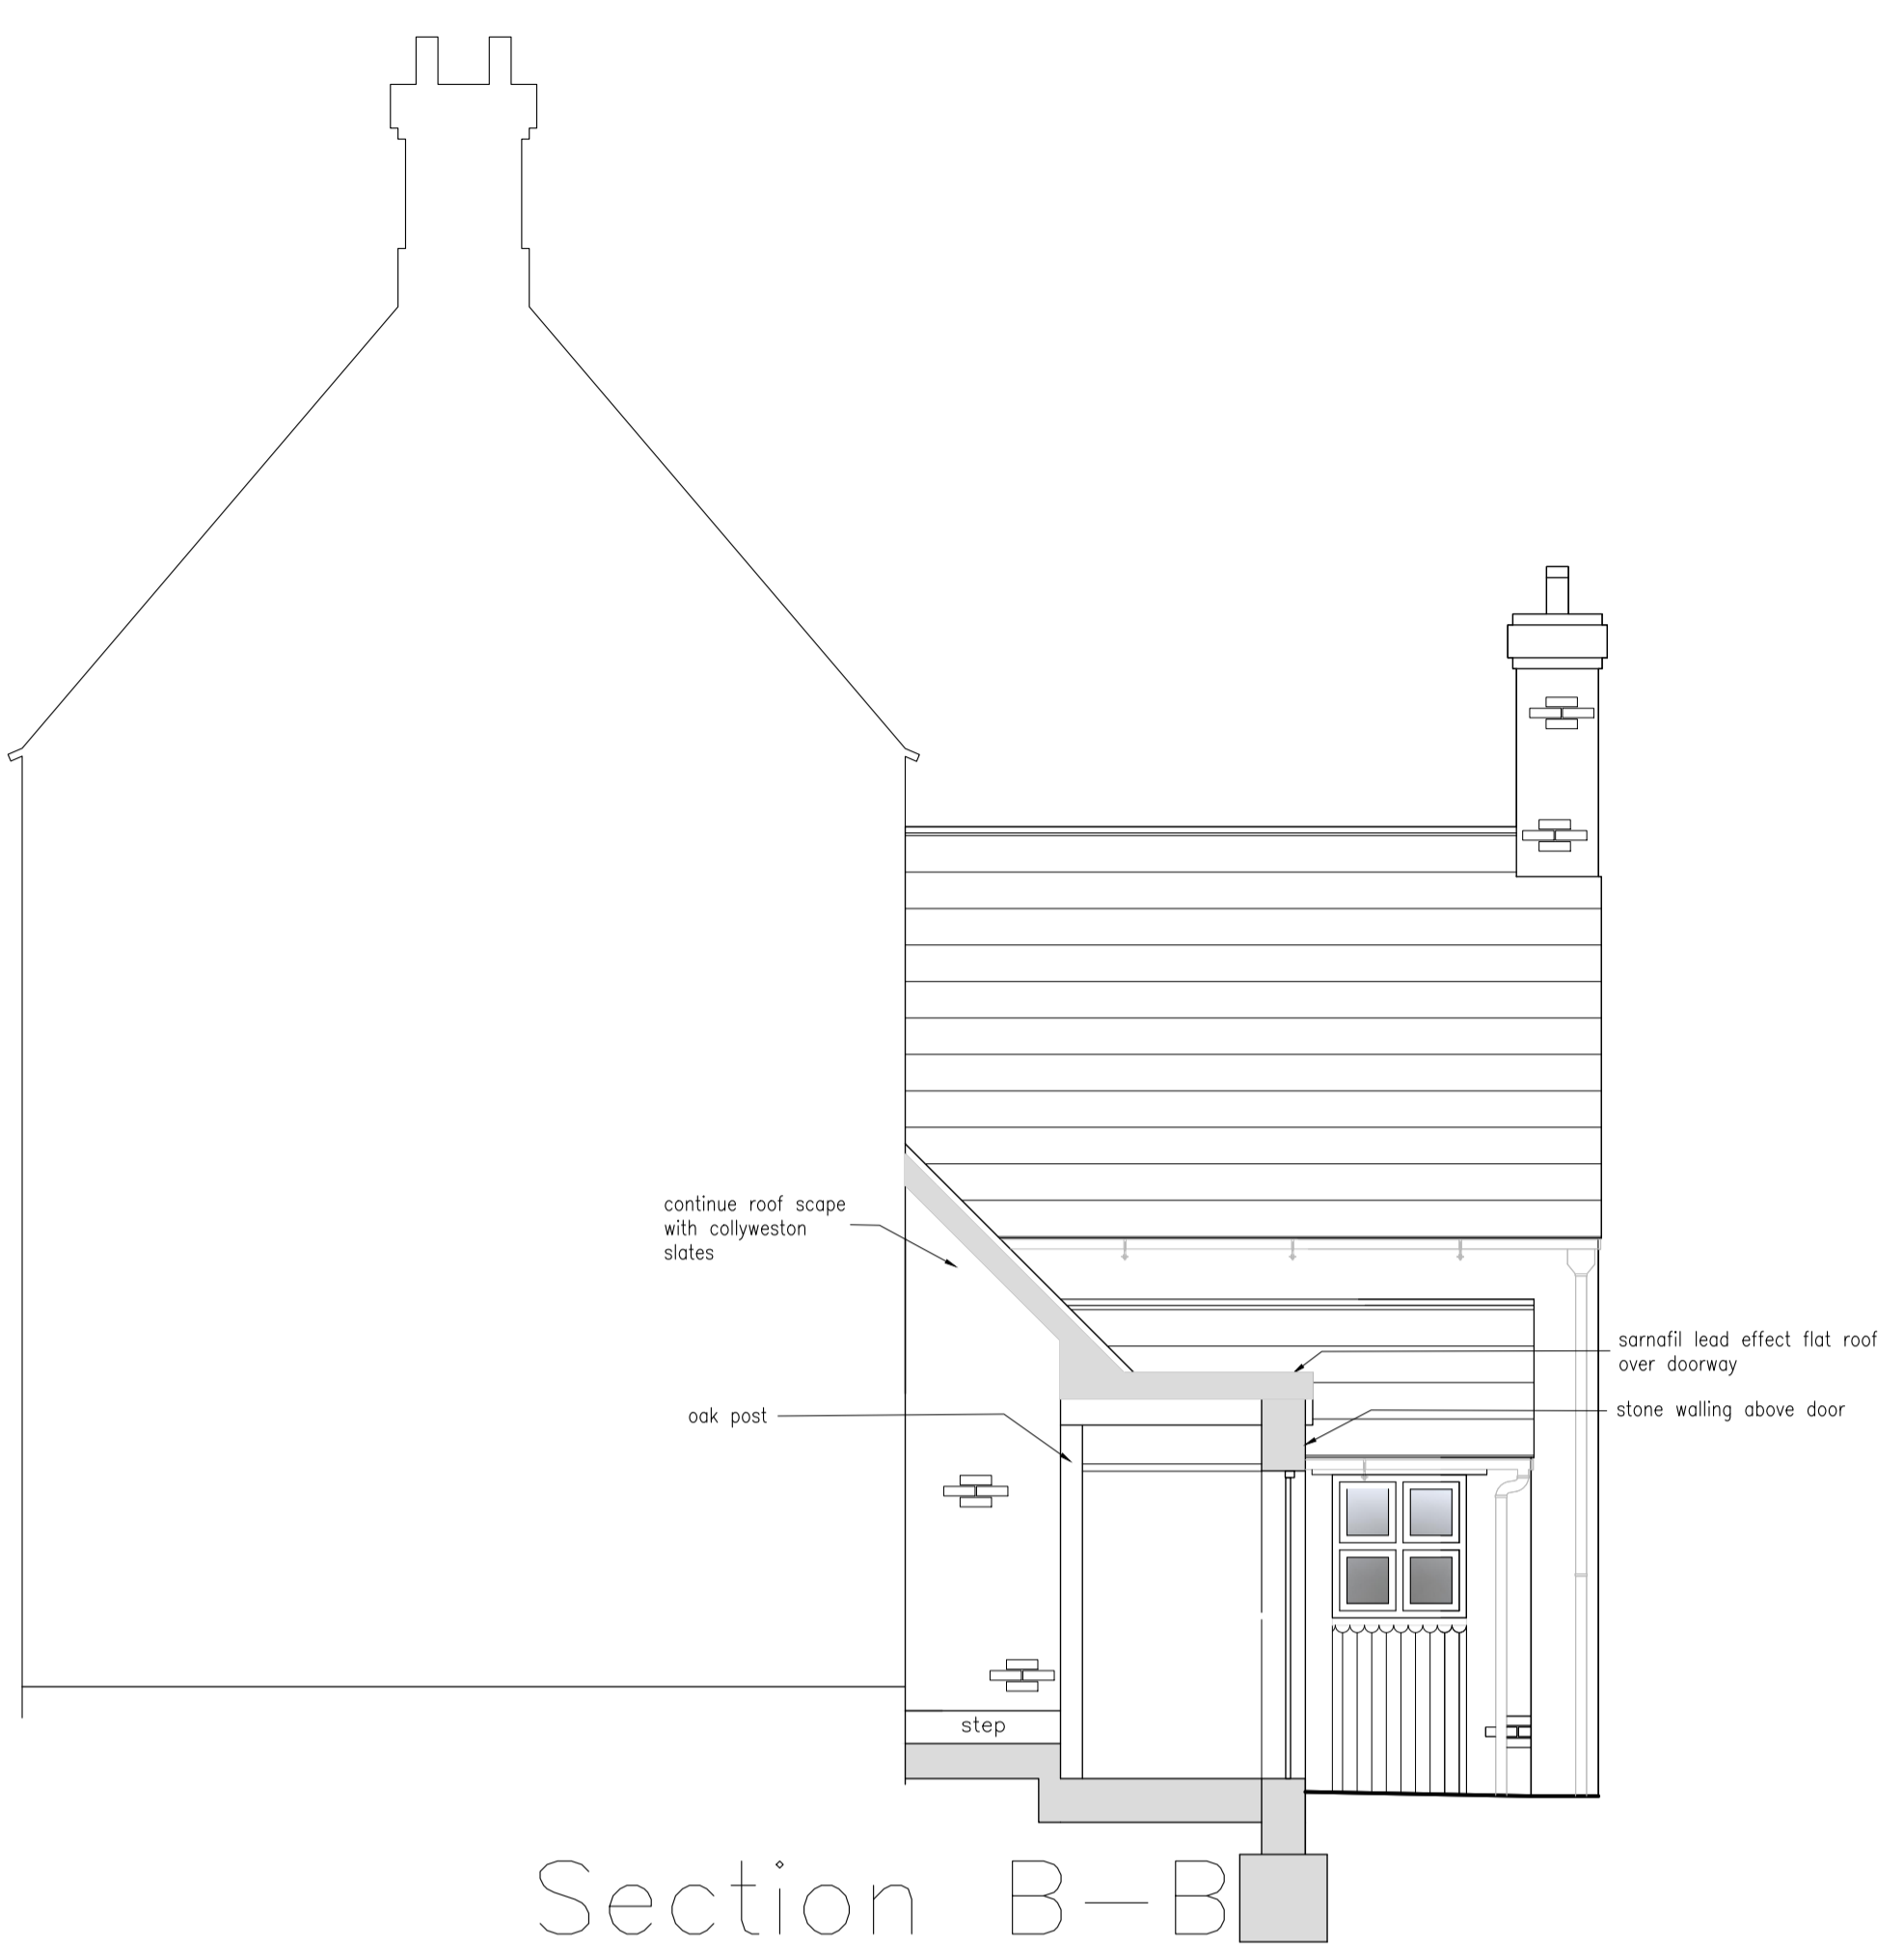 continue roof scape
with collyweston
slates
sarnafil lead effect flat roof
over doorway
oak post
stone walling above door
step
Section B-B